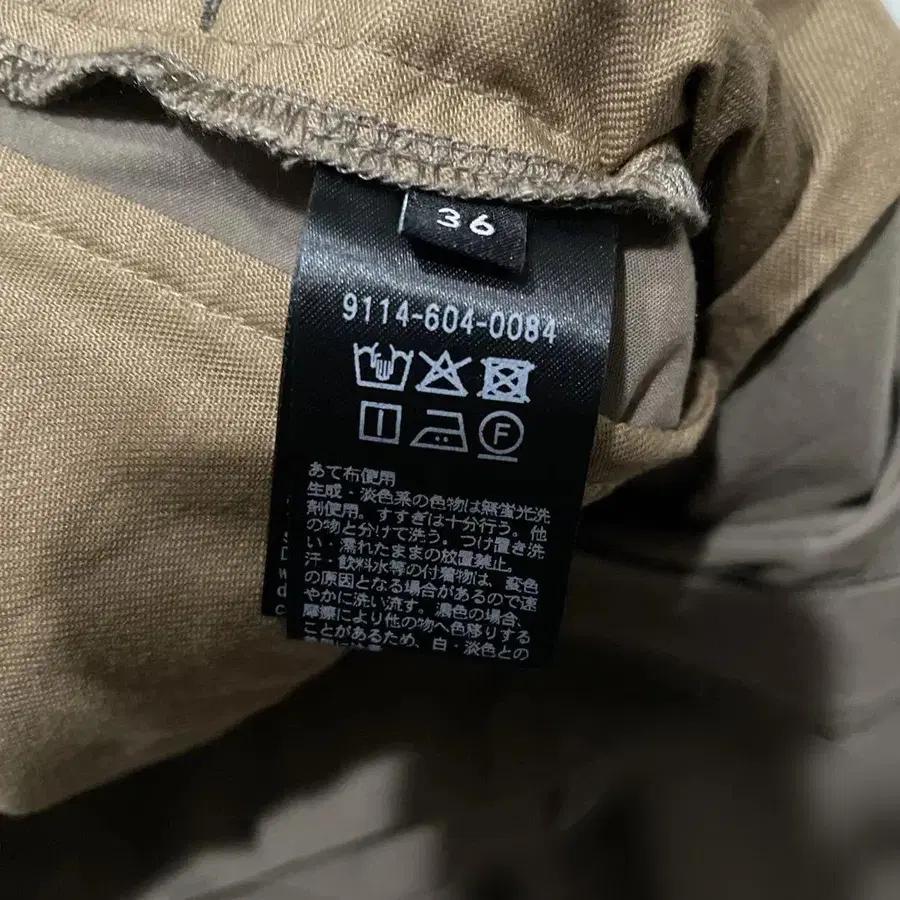 36
9114-604-0084
F
あて布使用
生成・淡色系の色物は無蛍光洗
剤使用。すすぎは十分行う。他
の物と分けて洗う。つけ置き洗
い・濡れたままの放置禁止。
汗・飲料水等の付着物は、変色
の原因となる場合があるので速
やかに洗い流す。濃色の場合、
摩擦により他の物へ色移りする
ことがあるため、白・淡色との